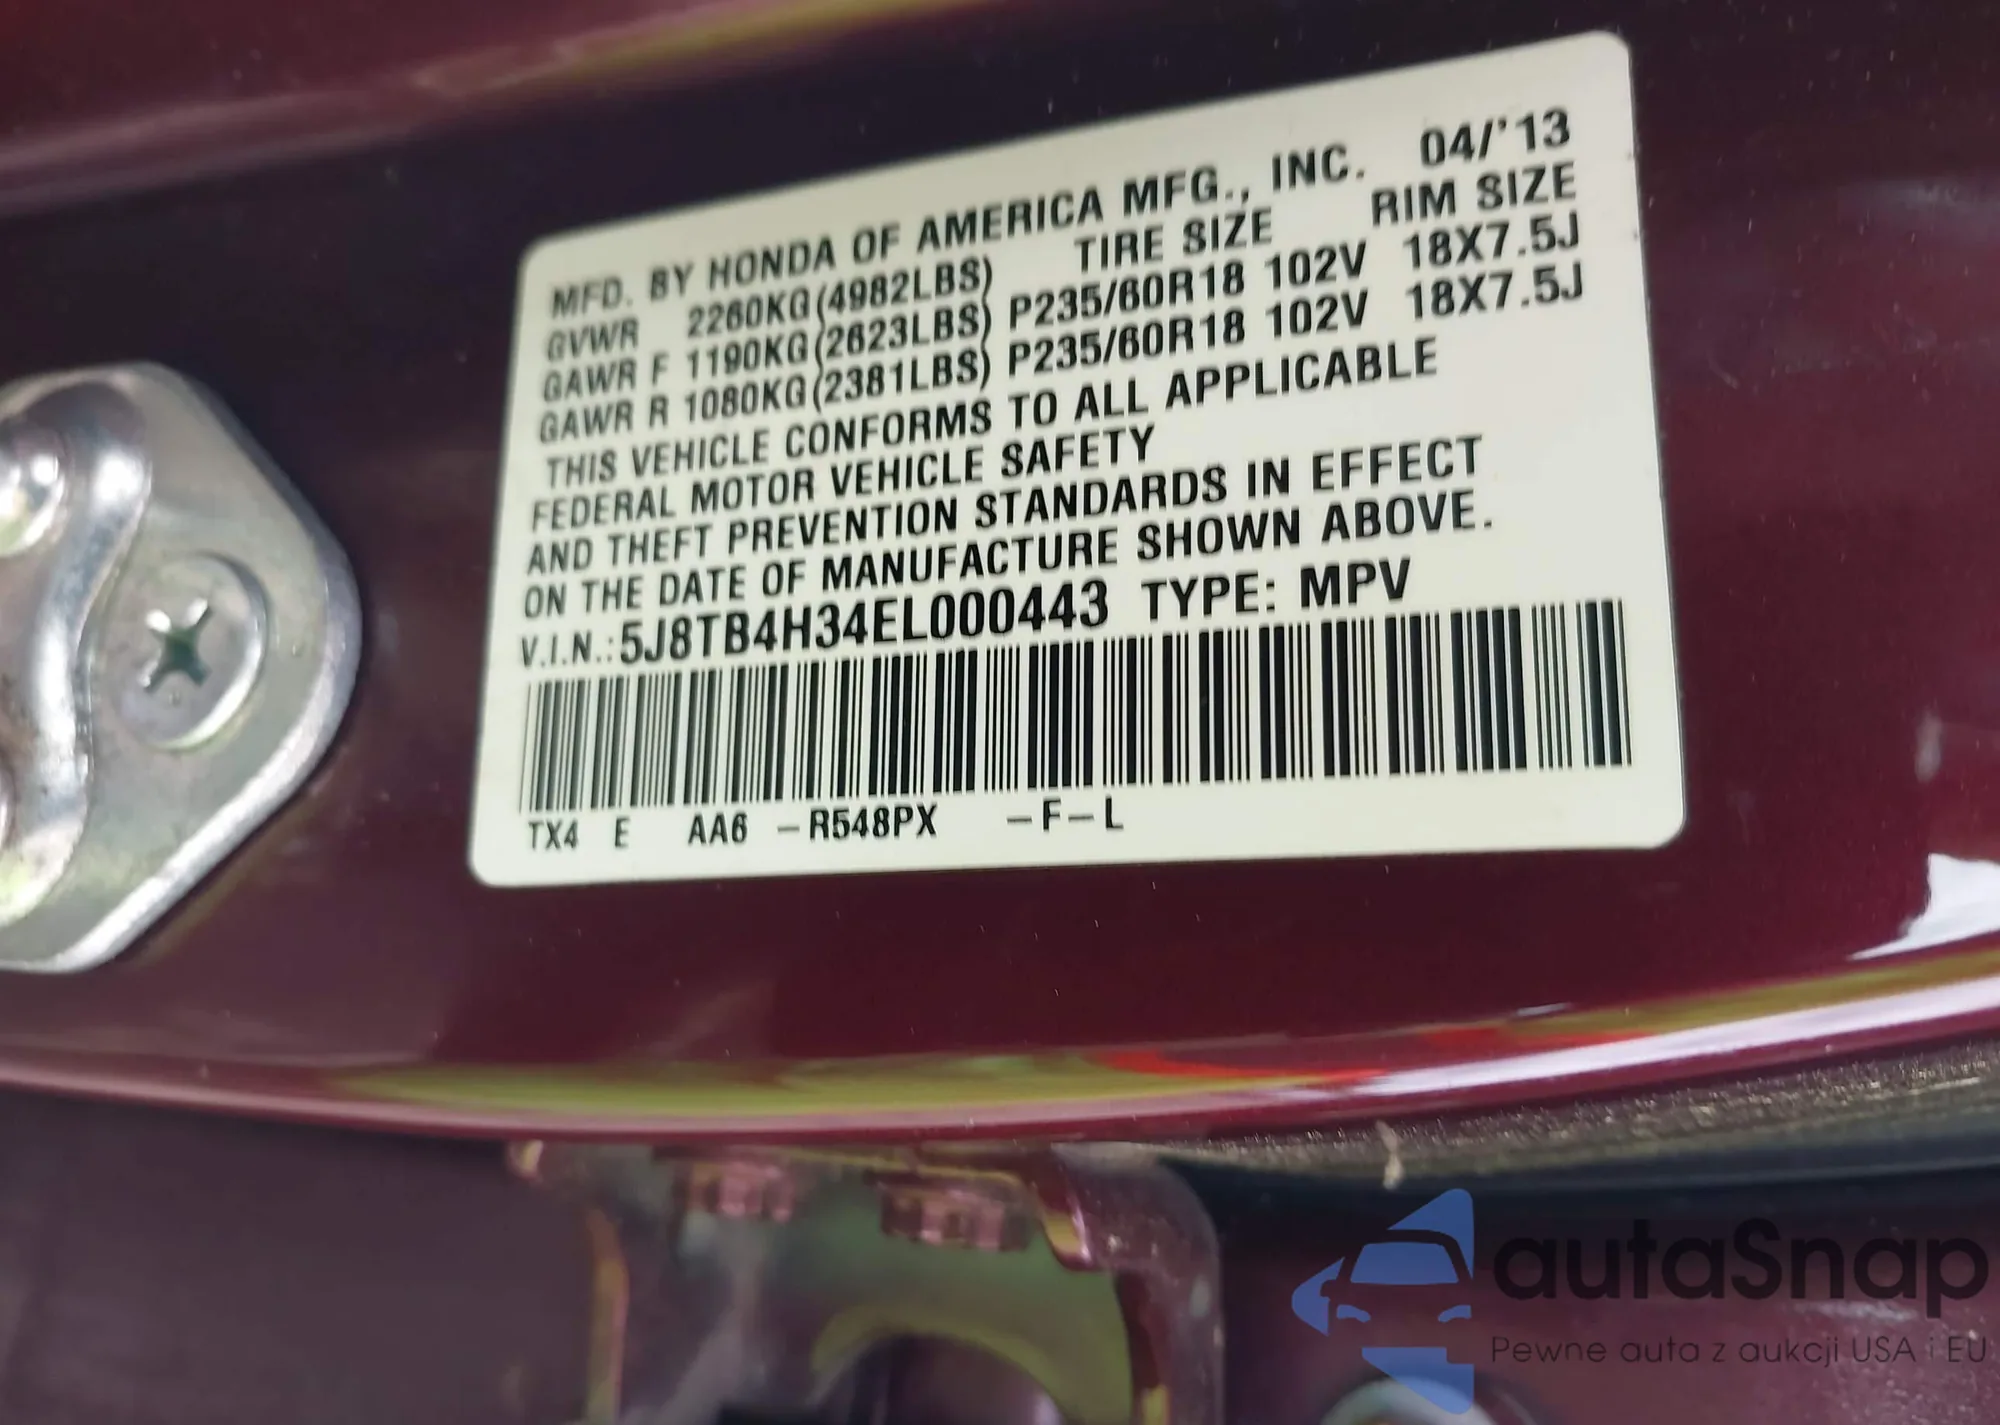 MFD. BY HONDA OF AMERICA MFG., INC. 04/'13
TIRE SIZE RIM SIZE
GVWR 2260KG(4982LBS)
GAWR F 1190KG(2623LBS) P235/60R18 102V 18X7.5J
GAWR R 1080KG(2381LBS) P235/60R18 102V 18X7.5J
THIS VEHICLE CONFORMS TO ALL APPLICABLE
FEDERAL MOTOR VEHICLE SAFETY
AND THEFT PREVENTION STANDARDS IN EFFECT
ON THE DATE OF MANUFACTURE SHOWN ABOVE.
V.I.N.:5J8TB4H34EL000443 TYPE: MPV
TX4 E AA6 -R548PX -F-L
autaSnap
Pewne auta z aukcji USA i EU